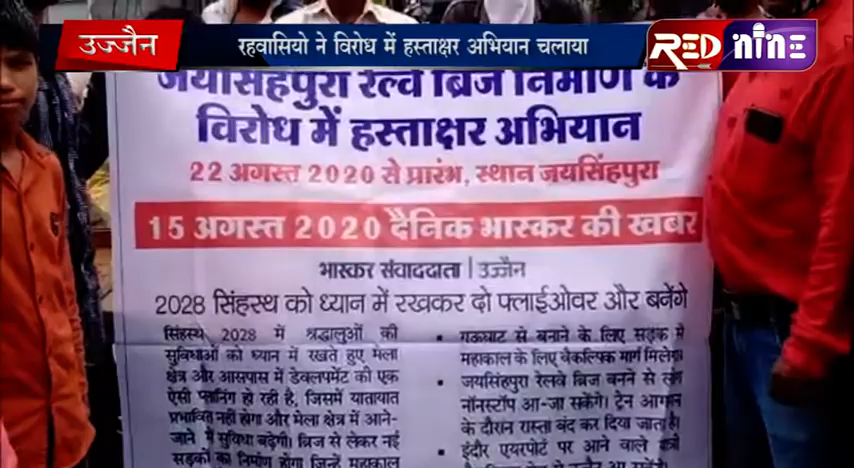 उज्जैन
रहवासियो ने विरोध में हस्ताक्षर अभियान चलाया
RED NINE
जयसिंहपुरा रेल्वे ब्रिज निर्माण के
विरोध में हस्ताक्षर अभियान
22 अगस्त 2020 से प्रारंभ, स्थान जयसिंहपुरा
15 अगस्त 2020 दैनिक भास्कर की खबर
भास्कर संवाददाता | उज्जैन
2028 सिंहस्थ को ध्यान में रखकर दो फ्लाईओवर और बनेंगे
सिंहस्थ 2028 में श्रद्धालुओं की
सुविधाओं को ध्यान में रखते हुए मेला
क्षेत्र और आसपास में डेवलपमेंट की एक
ऐसी प्लानिंग हो रही है, जिसमें यातायात
प्रभावित नहीं होगा और मेला क्षेत्र में आने-
जाने में सुविधा बढ़ेगी। ब्रिज से लेकर नई
सड़कों का निर्माण होगा जिन्हें महाकाल
• गऊघाट से बनाने के लिए सड़क में
महाकाल के लिए वैकल्पिक मार्ग मिलेगा
• जयसिंहपुरा रेलवे ब्रिज बनने से लोग
नॉनस्टॉप आ-जा सकेंगे। ट्रेन आगमन
के दौरान रास्ता बंद कर दिया जाता है।
• इंदौर एयरपोर्ट पर आने वाले यात्री